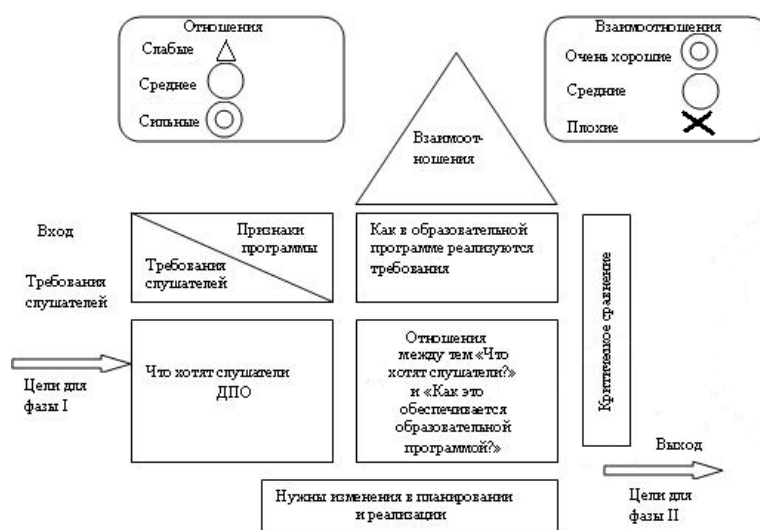 Отношения
Слабые
Среднее
Сильные
Взаимоотношения
Очень хорошие
Средние
Плохие
Взаимоот-
ношения
Вход
Требования
слушателей
Признаки
программы
Требования
слушателей
Как в образовательной
программе реализуются
требования
Критическое сравнение
Цели для
фазы I
Что хотят слушатели
ДПО
Отношения
между тем «Что
хотят слушатели?»
и «Как это
обеспечивается
образовательной
программой?»
Выход
Цели для
фазы II
Нужны изменения в планировании
и реализации